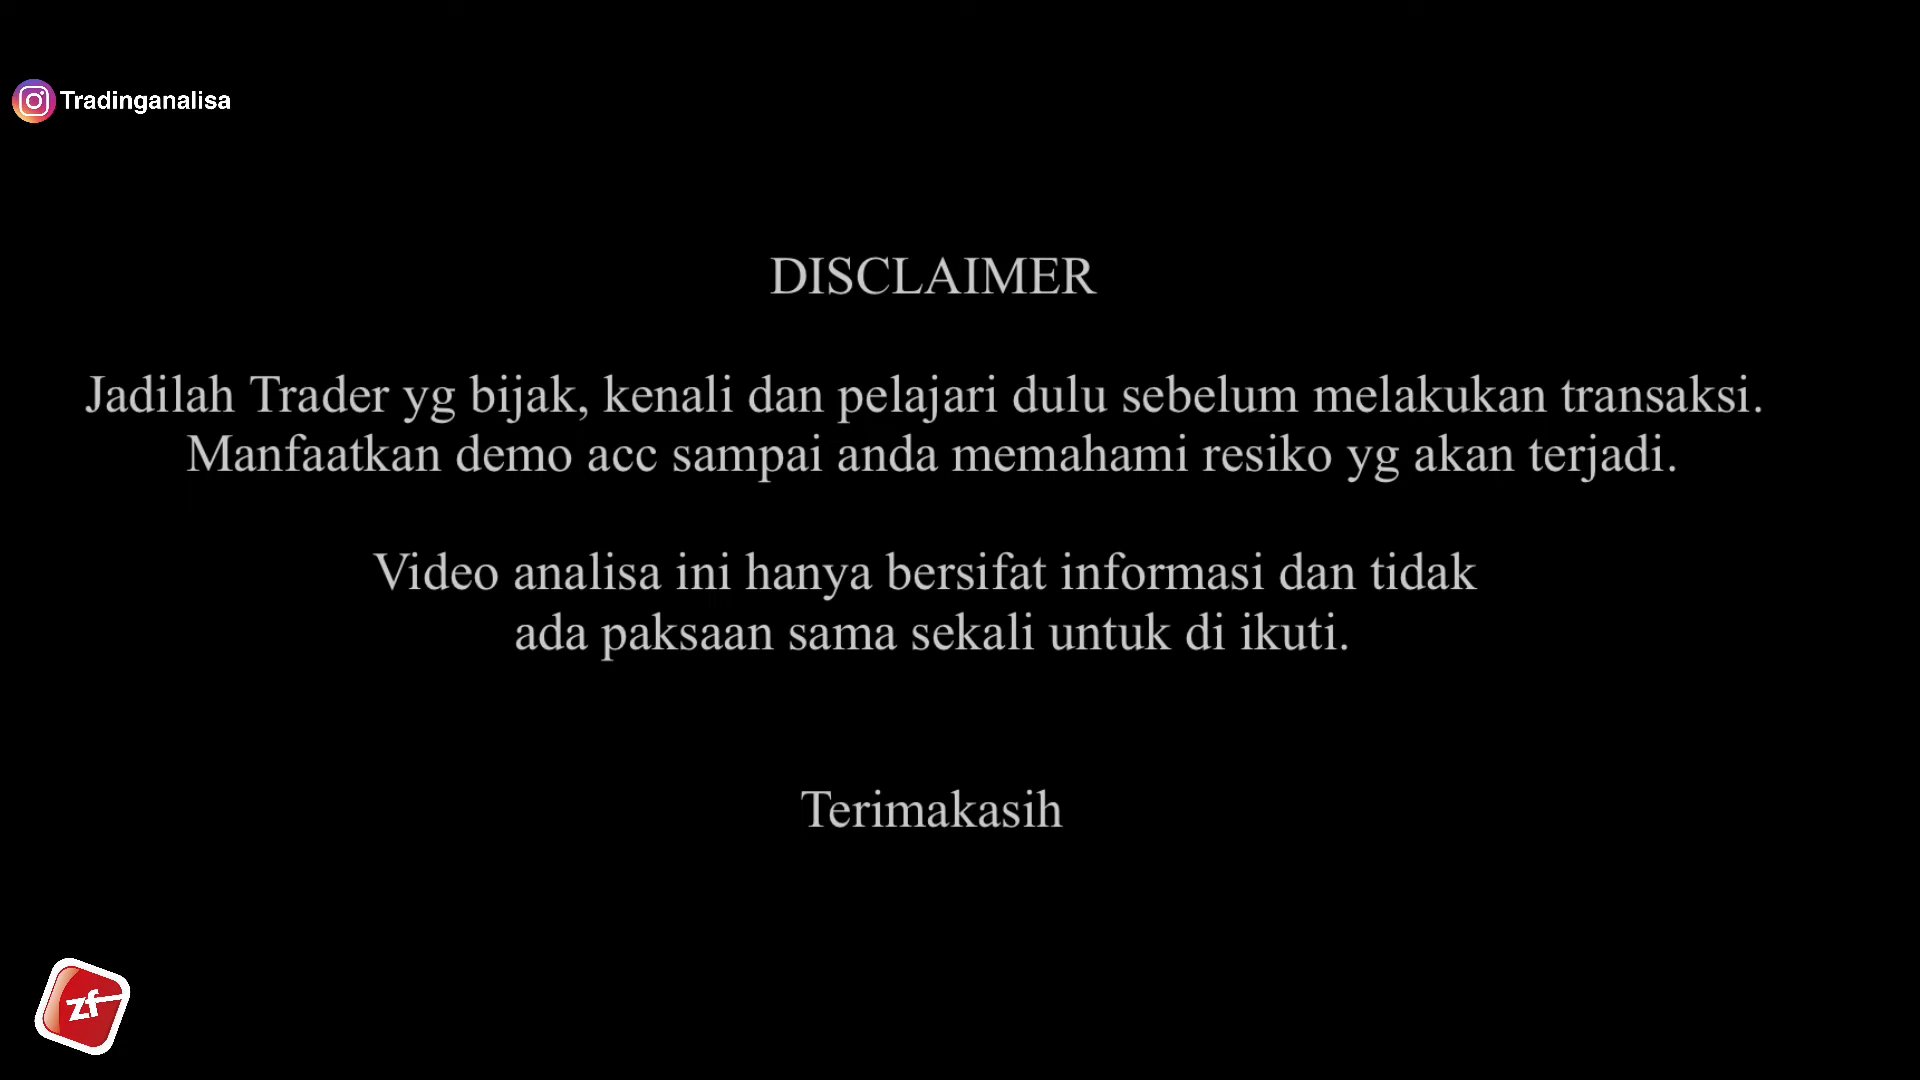 Tradinganalisa
DISCLAIMER
Jadilah Trader yg bijak, kenali dan pelajari dulu sebelum melakukan transaksi.
Manfaatkan demo acc sampai anda memahami resiko yg akan terjadi.
Video analisa ini hanya bersifat informasi dan tidak
ada paksaan sama sekali untuk di ikuti.
Terimakasih
zf